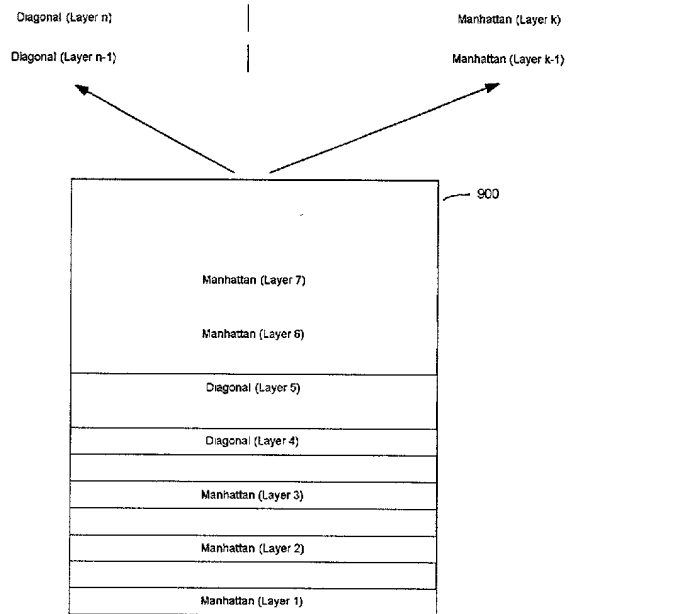 Diagonal (Layer n)
Manhattan (Layer k)
Diagonal (Layer n-1)
Manhattan (Layer k-1)
900
Manhattan (Layer 7)
Manhattan (Layer 6)
Diagonal (Layer 5)
Diagonal (Layer 4)
Manhattan (Layer 3)
Manhattan (Layer 2)
Manhattan (Layer 1)